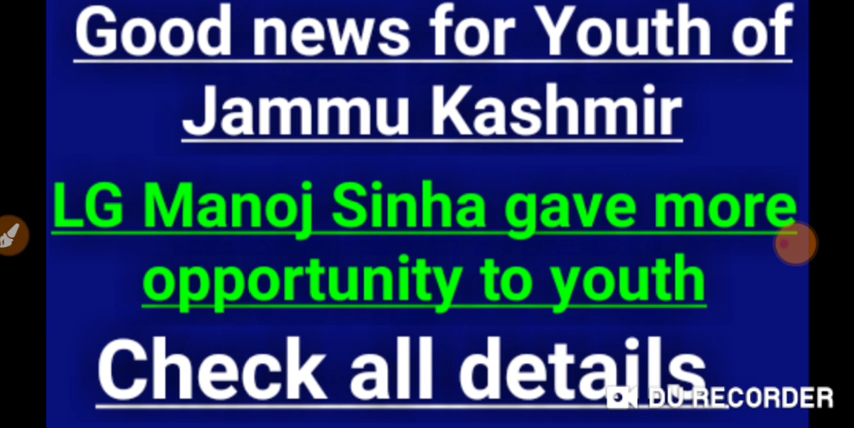 Good news for Youth of
Jammu Kashmir
LG Manoj Sinha gave more
opportunity to youth
Check all details
DU RECORDER